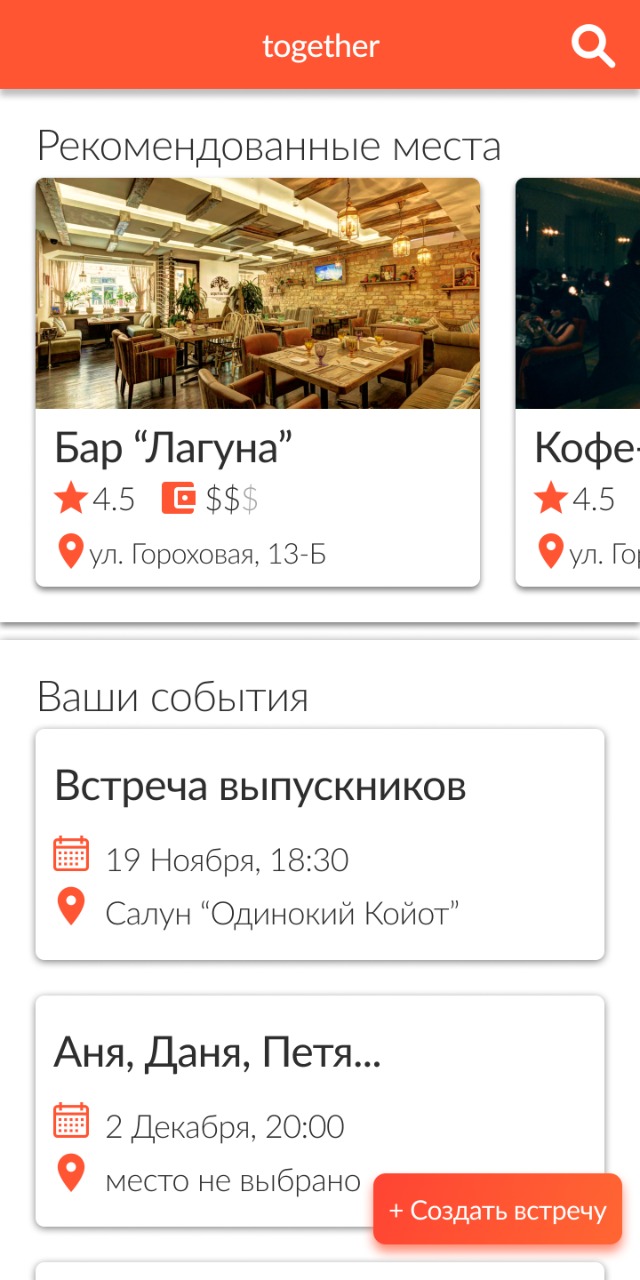 together
Рекомендованные места
Бар “Лагуна”
4.5 $$$
ул. Гороховая, 13-Б
Кофе-
4.5
ул. Гор
Ваши события
Встреча выпускников
19 Ноября, 18:30
Салун “Одинокий Койот”
Аня, Даня, Петя...
2 Декабря, 20:00
место не выбрано
+ Создать встречу